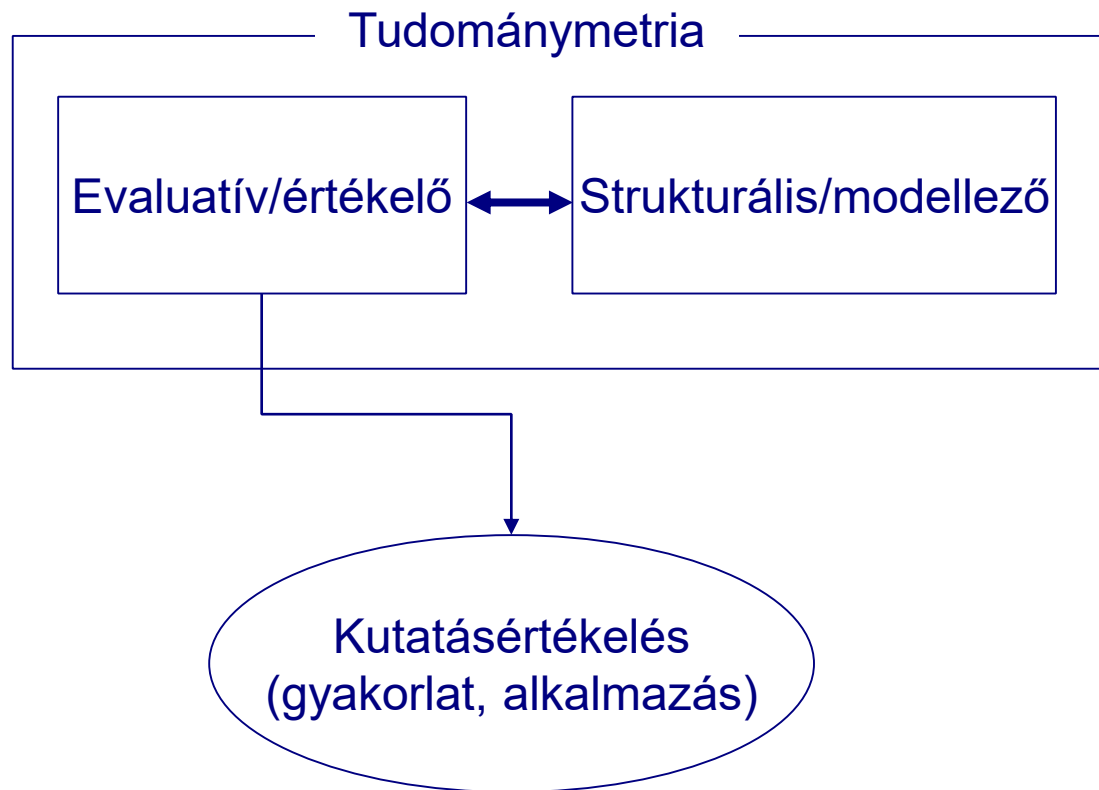 Tudománymetria
Evaluatív/értékelő
Strukturális/modellező
Kutatásértékelés
(gyakorlat, alkalmazás)